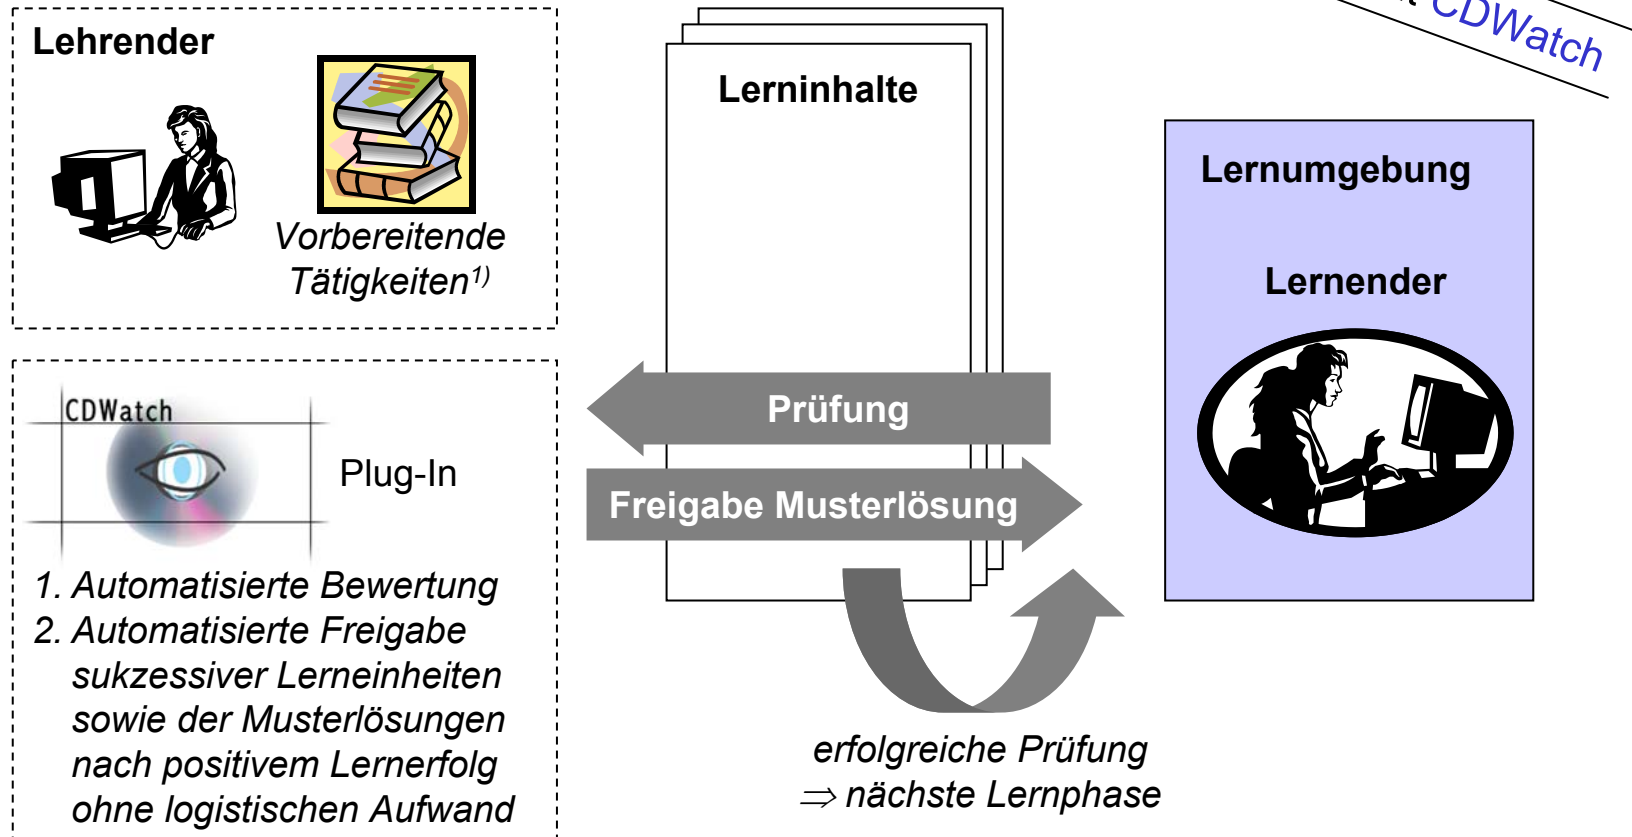 Lehrender
Vorbereitende
Tätigkeiten1)
CDWatch
Plug-In
1. Automatisierte Bewertung
2. Automatisierte Freigabe
sukzessiver Lerneinheiten
sowie der Musterlösungen
nach positivem Lernerfolg
ohne logistischen Aufwand
Lerninhalte
Prüfung
Freigabe Musterlösung
erfolgreiche Prüfung
⇒ nächste Lernphase
CDWatch
Lernumgebung
Lernender